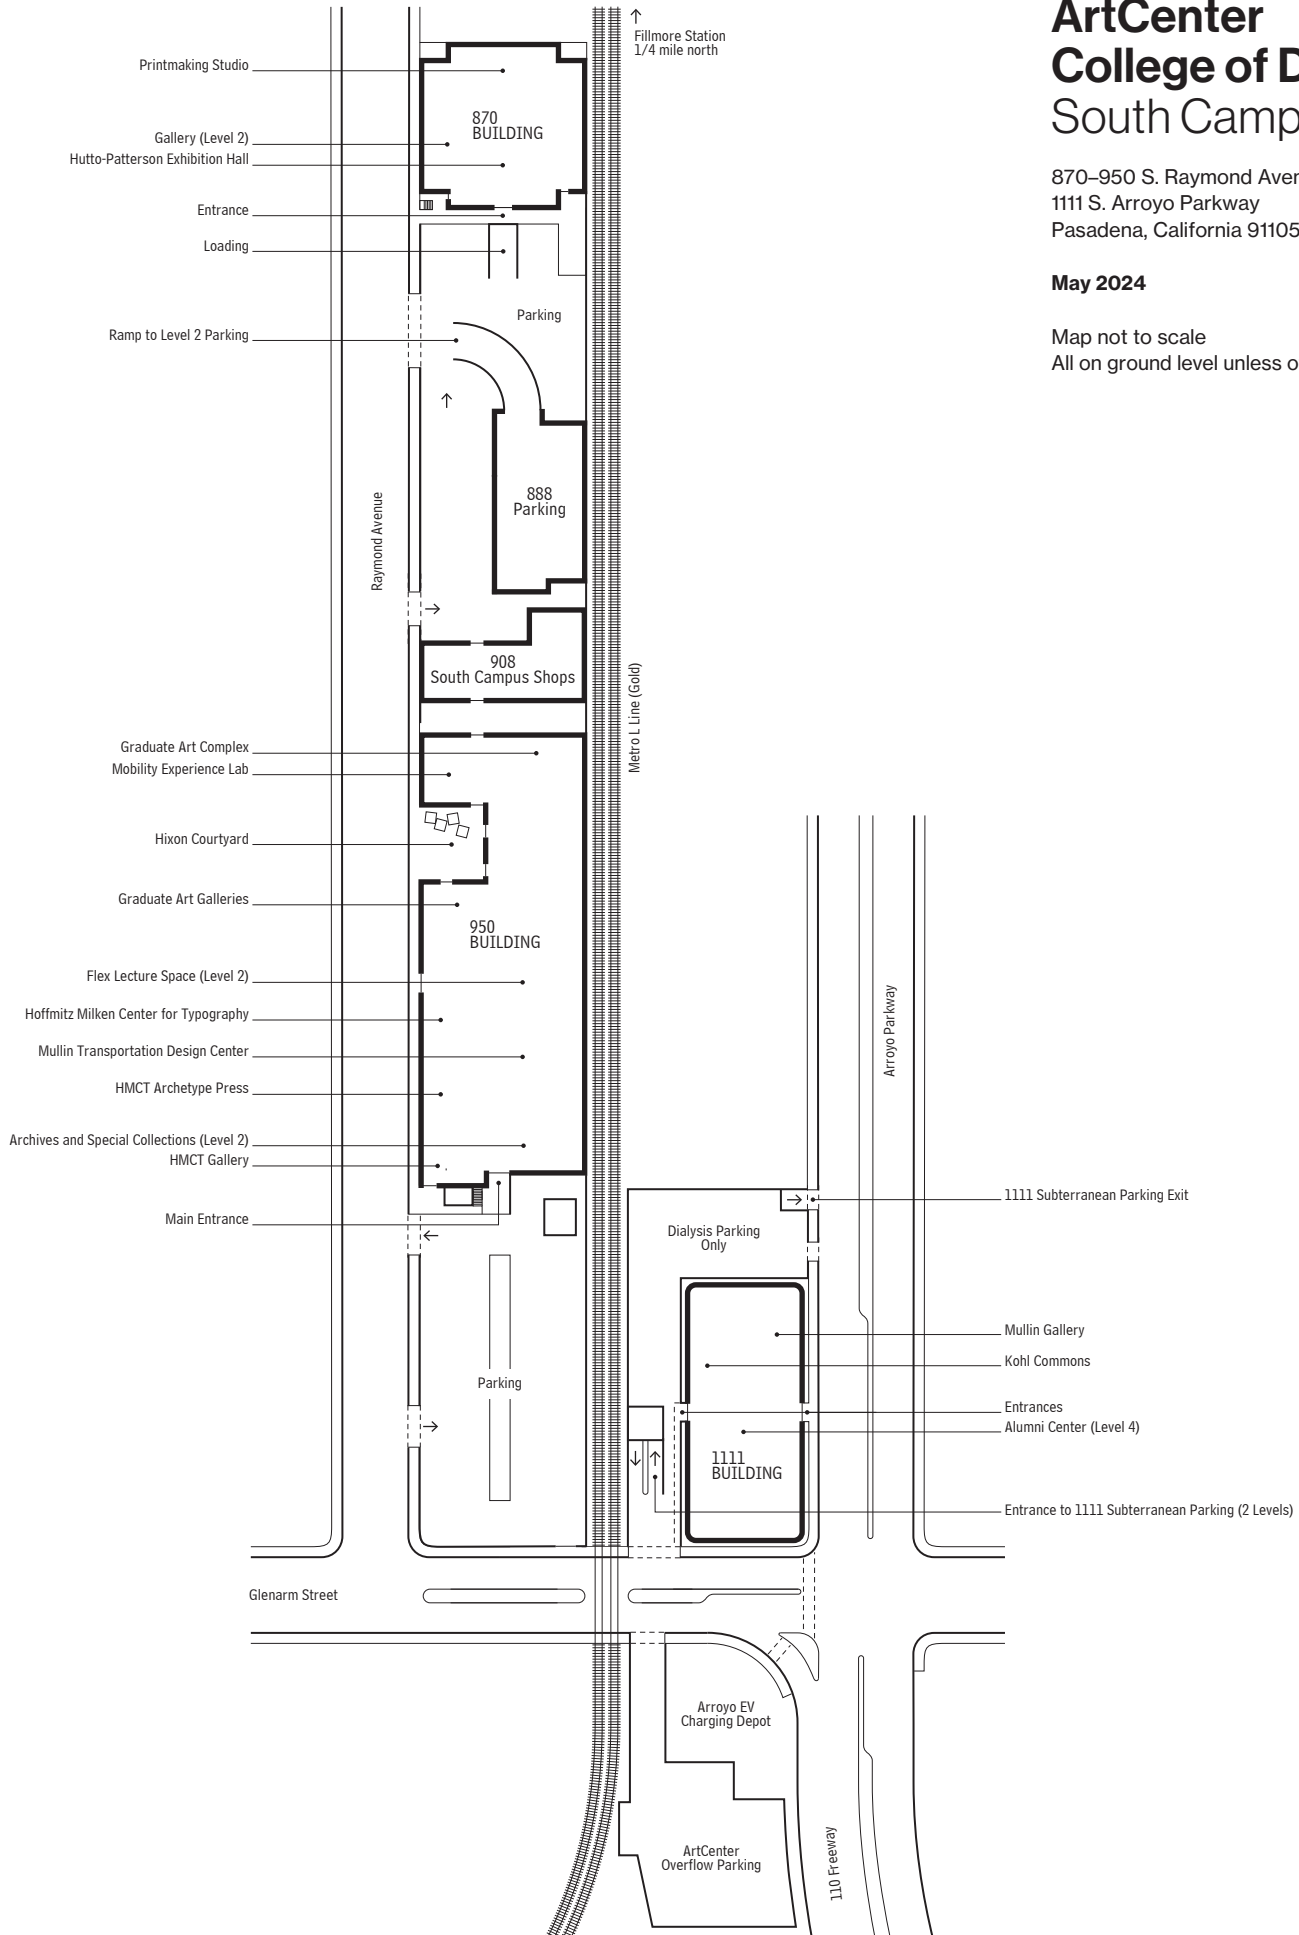 ArtCenter
College of
South
870–950 S. Raymond
1111 S. Arroyo Parkway
Pasadena, California 91105
May 2024
Map not to scale
All on ground level unless
Fillmore Station
1/4 mile north
Printmaking Studio
870
BUILDING
Gallery (Level 2)
Hutto-Patterson Exhibition Hall
Entrance
Loading
Parking
Ramp to Level 2 Parking
888
Parking
Raymond Avenue
908
South Campus Shops
Metro L Line (Gold)
Graduate Art Complex
Mobility Experience Lab
Hixon Courtyard
Graduate Art Galleries
950
BUILDING
Flex Lecture Space (Level 2)
Hoffmitz Milken Center for Typography
Mullin Transportation Design Center
HMCT Archetype Press
Archives and Special Collections (Level 2)
HMCT Gallery
Main Entrance
Parking
Arroyo Parkway
1111 Subterranean Parking Exit
Dialysis Parking
Only
Mullin Gallery
Kohl Commons
Entrances
Alumni Center (Level 4)
1111
BUILDING
Entrance to 1111 Subterranean Parking (2 Levels)
Glenarm Street
Arroyo EV
Charging Depot
ArtCenter
Overflow Parking
110 Freeway